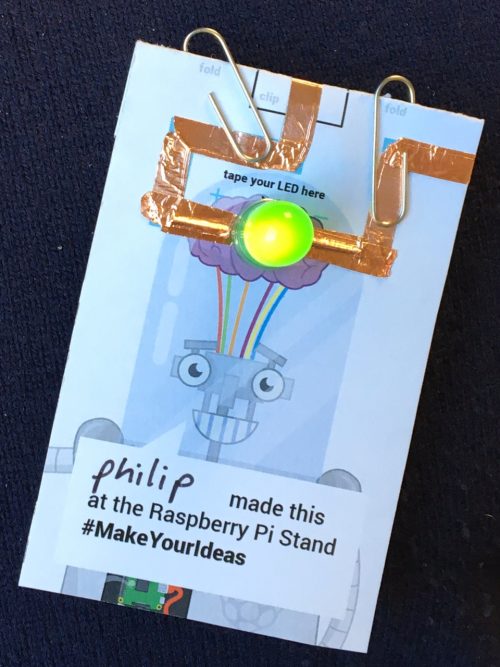 fold
clip
fold
tape your LED here
philip made this
at the Raspberry Pi Stand
#MakeYourIdeas